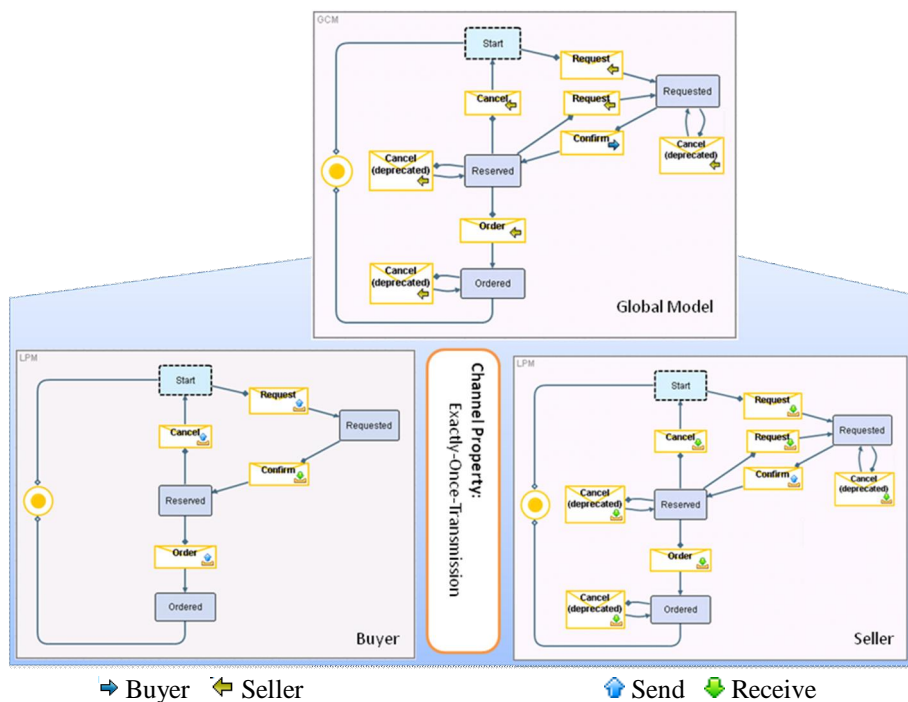 GCM
Start
Request
Cancel
Request
Requested
Confirm
Cancel
(deprecated)
Cancel
(deprecated)
Reserved
Order
Cancel
(deprecated)
Ordered
Global Model
LPM
Start
Request
Requested
Cancel
Confirm
Reserved
Order
Ordered
Buyer
Channel Property:
Exactly-Once-Transmission
LPM
Start
Request
Cancel
Request
Requested
Confirm
Cancel
(deprecated)
Cancel
(deprecated)
Reserved
Order
Cancel
(deprecated)
Ordered
Seller
Buyer Seller Send Receive